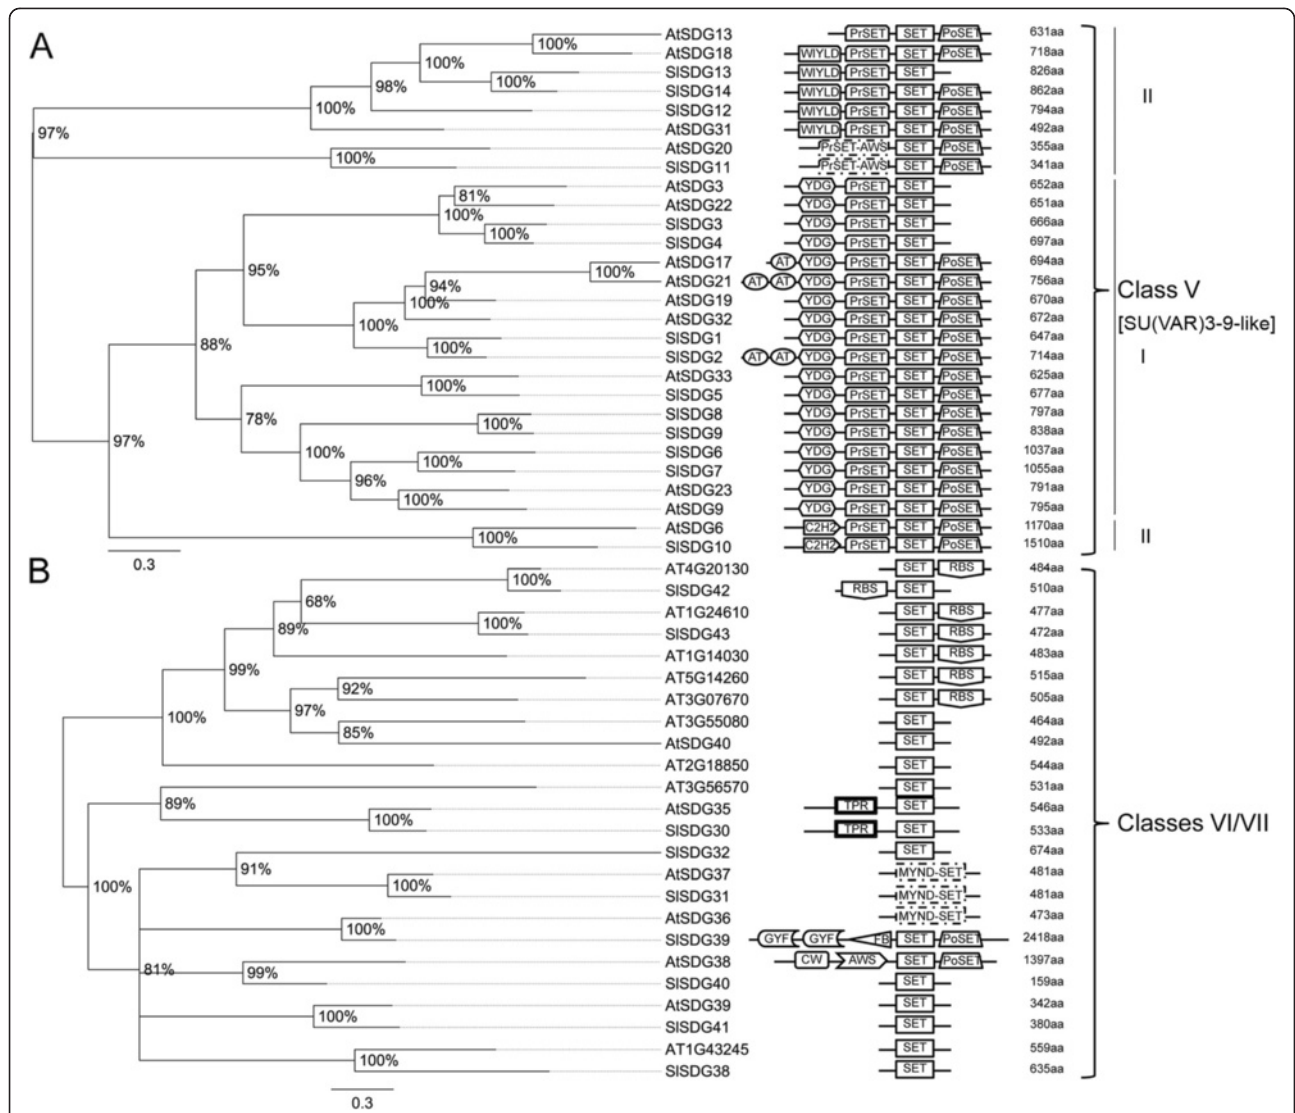 A
AtSDG13 PrSET SET PoSET 631aa
100%
AtSDG18 WIYLD PrSET SET PoSET 718aa
100%
SlSDG13 WIYLD PrSET SET 826aa
98% 100%
SlSDG14 WIYLD PrSET SET PoSET 862aa
II
100%
SlSDG12 WIYLD PrSET SET PoSET 794aa
AtSDG31 WIYLD PrSET SET PoSET 492aa
97%
AtSDG20 PrSET-AWS SET PoSET 355aa
100%
SlSDG11 PrSET-AWS SET PoSET 341aa
AtSDG3 YDG PrSET SET 652aa
81%
AtSDG22 YDG PrSET SET 651aa
100%
SlSDG3 YDG PrSET SET 666aa
100%
SlSDG4 YDG PrSET SET 697aa
AtSDG17 AT YDG PrSET SET PoSET 694aa
95% 100%
AtSDG21 AT AT YDG PrSET SET PoSET 756aa
94%
Class V
AtSDG19 YDG PrSET SET PoSET 670aa
100%
AtSDG32 YDG PrSET SET PoSET 672aa
[SU(VAR)3-9-like]
100%
SlSDG1 YDG PrSET SET PoSET 647aa
88% 100%
SlSDG2 AT AT YDG PrSET SET PoSET 714aa
I
AtSDG33 YDG PrSET SET PoSET 625aa
100%
SlSDG5 YDG PrSET SET PoSET 677aa
SlSDG8 YDG PrSET SET PoSET 797aa
78% 100%
SlSDG9 YDG PrSET SET PoSET 838aa
97%
SlSDG6 YDG PrSET SET PoSET 1037aa
100% 100%
SlSDG7 YDG PrSET SET PoSET 1055aa
96%
AtSDG23 YDG PrSET SET PoSET 791aa
100%
AtSDG9 YDG PrSET SET PoSET 795aa
AtSDG6 C2H2 PrSET SET PoSET 1170aa
100% II
SlSDG10 C2H2 PrSET SET PoSET 1510aa
0.3
B
AT4G20130 SET RBS 484aa
100%
SlSDG42 RBS SET 510aa
68%
AT1G24610 SET RBS 477aa
100%
89%
SlSDG43 SET RBS 472aa
AT1G14030 SET RBS 483aa
99%
AT5G14260 SET RBS 515aa
92%
AT3G07670 SET RBS 505aa
97%
100%
AT3G55080 SET 464aa
85%
AtSDG40 SET 492aa
AT2G18850 SET 544aa
AT3G56570 SET 531aa
89%
AtSDG35 TPR SET 546aa
100%
Classes VI/VII
SlSDG30 TPR SET 533aa
SlSDG32 SET 674aa
91%
AtSDG37 MYND-SET 481aa
100%
100%
SlSDG31 MYND-SET 481aa
AtSDG36 MYND-SET 473aa
100%
SlSDG39 GYF GYF FB SET PoSET 2418aa
AtSDG38 CW AWS SET PoSET 1397aa
81% 99%
SlSDG40 SET 159aa
AtSDG39 SET 342aa
100%
SlSDG41 SET 380aa
AT1G43245 SET 559aa
100%
SlSDG38 SET 635aa
0.3